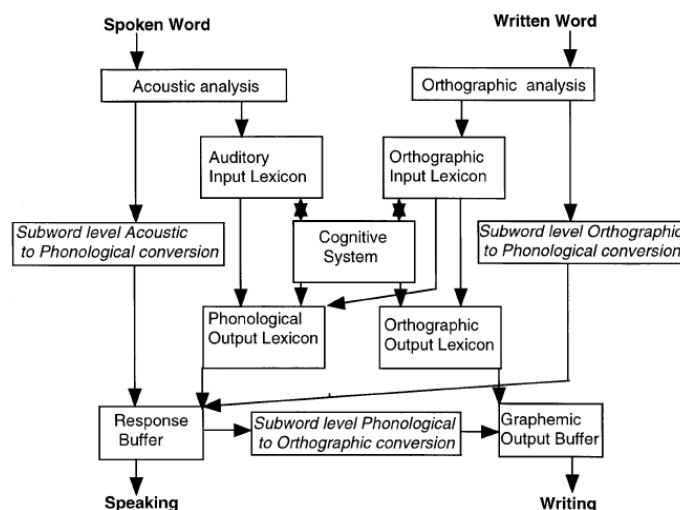 Spoken Word
Written Word
Acoustic analysis
Orthographic analysis
Auditory
Input Lexicon
Orthographic
Input Lexicon
Subword level Acoustic
to Phonological conversion
Cognitive
System
Subword level Orthographic
to Phonological conversion
Phonological
Output Lexicon
Orthographic
Output Lexicon
Response
Buffer
Subword level Phonological
to Orthographic conversion
Graphemic
Output Buffer
Speaking
Writing